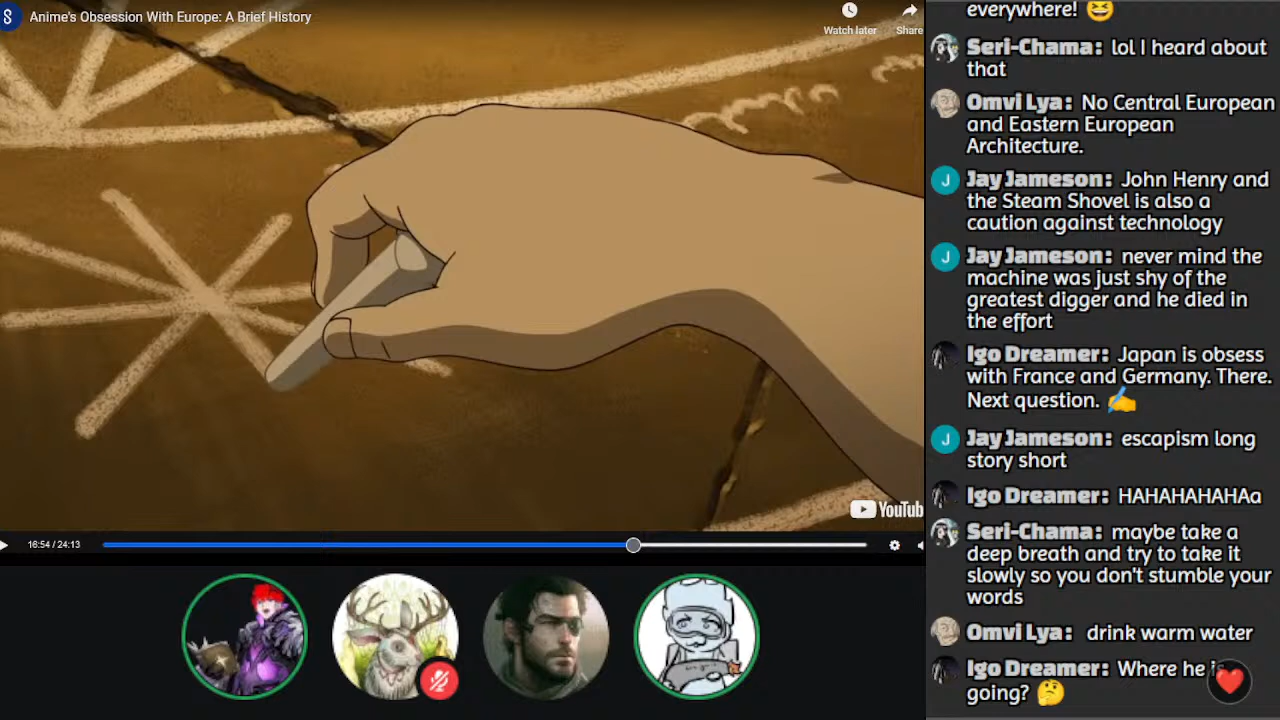 Anime's Obsession With Europe: A Brief History
Watch later
Share
YouTub
16:54 / 24:13
everywhere! 😆
Seri-Chama: lol I heard about
that
Omvi Lya: No Central European
and Eastern European
Architecture.
J
Jay Jameson: John Henry and
the Steam Shovel is also a
caution against technology
J
Jay Jameson: never mind the
machine was just shy of the
greatest digger and he died in
the effort
Igo Dreamer: Japan is obsess
with France and Germany. There.
Next question. ✍️
J
Jay Jameson: escapism long
story short
Igo Dreamer: HAHAHAHAHAa
Seri-Chama: maybe take a
deep breath and try to take it
slowly so you don't stumble your
words
Omvi Lya: drink warm water
Igo Dreamer: Where he is
going? 🤔